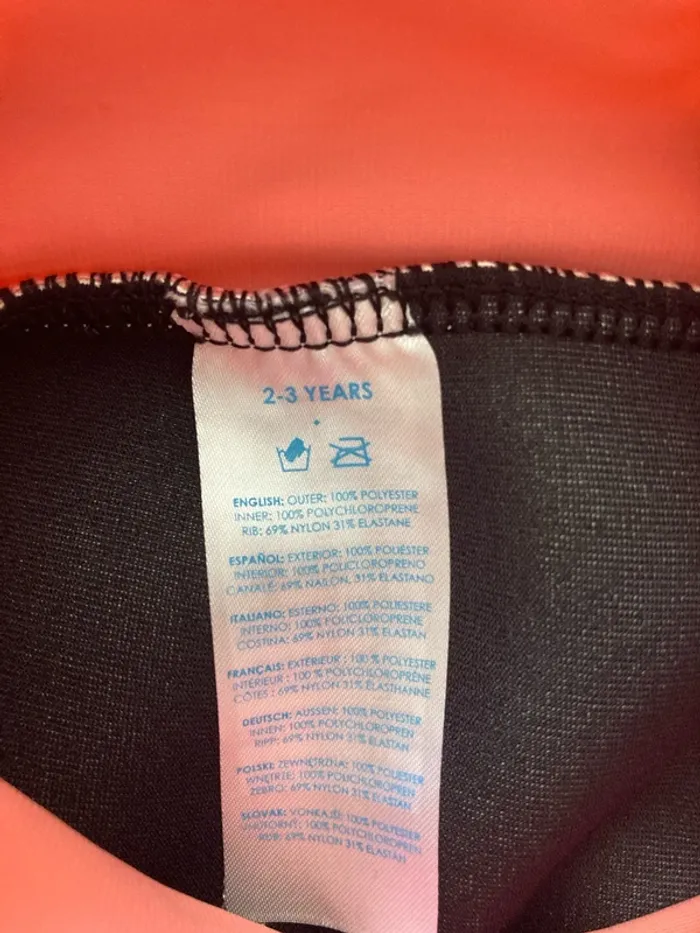 2-3 YEARS
ENGLISH: OUTER: 100% POLYESTER
INNER: 100% POLYCHLOROPRENE
RIB: 69% NYLON 31% ELASTANE
ESPAÑOL: EXTERIOR: 100% POLIÉSTER
INTERIOR: 100% POLICLOROPRENO
CANALÉ: 69% NAILON, 31% ELASTANO
ITALIANO: ESTERNO: 100% POLIESTERE
INTERNO: 100% POLICLOROPRENE
COSTINA: 69% NYLON 31% ELASTAN
FRANÇAIS: EXTÉRIEUR : 100 % POLYESTER
INTÉRIEUR : 100 % POLYCHLOROPRÈNE
CÔTES : 69% NYLON 31% ÉLASTHANNE
DEUTSCH: AUSSEN: 100% POLYESTER
INNEN: 100% POLYCHLOROPREN
RIPP: 69% NYLON 31% ELASTAN
POLSKI: ZEWNĘTRZNA: 100% POLIESTER
WNĘTRZE: 100% POLICHLOROPREN
ŻEBRO: 69% NYLON 31% ELASTAN
SLOVAK: VONKAJŠÍ: 100% POLYESTER
VNÚTORNÝ: 100% POLYCHLOROPREN
RUB: 69% NYLON 31% ELASTAN